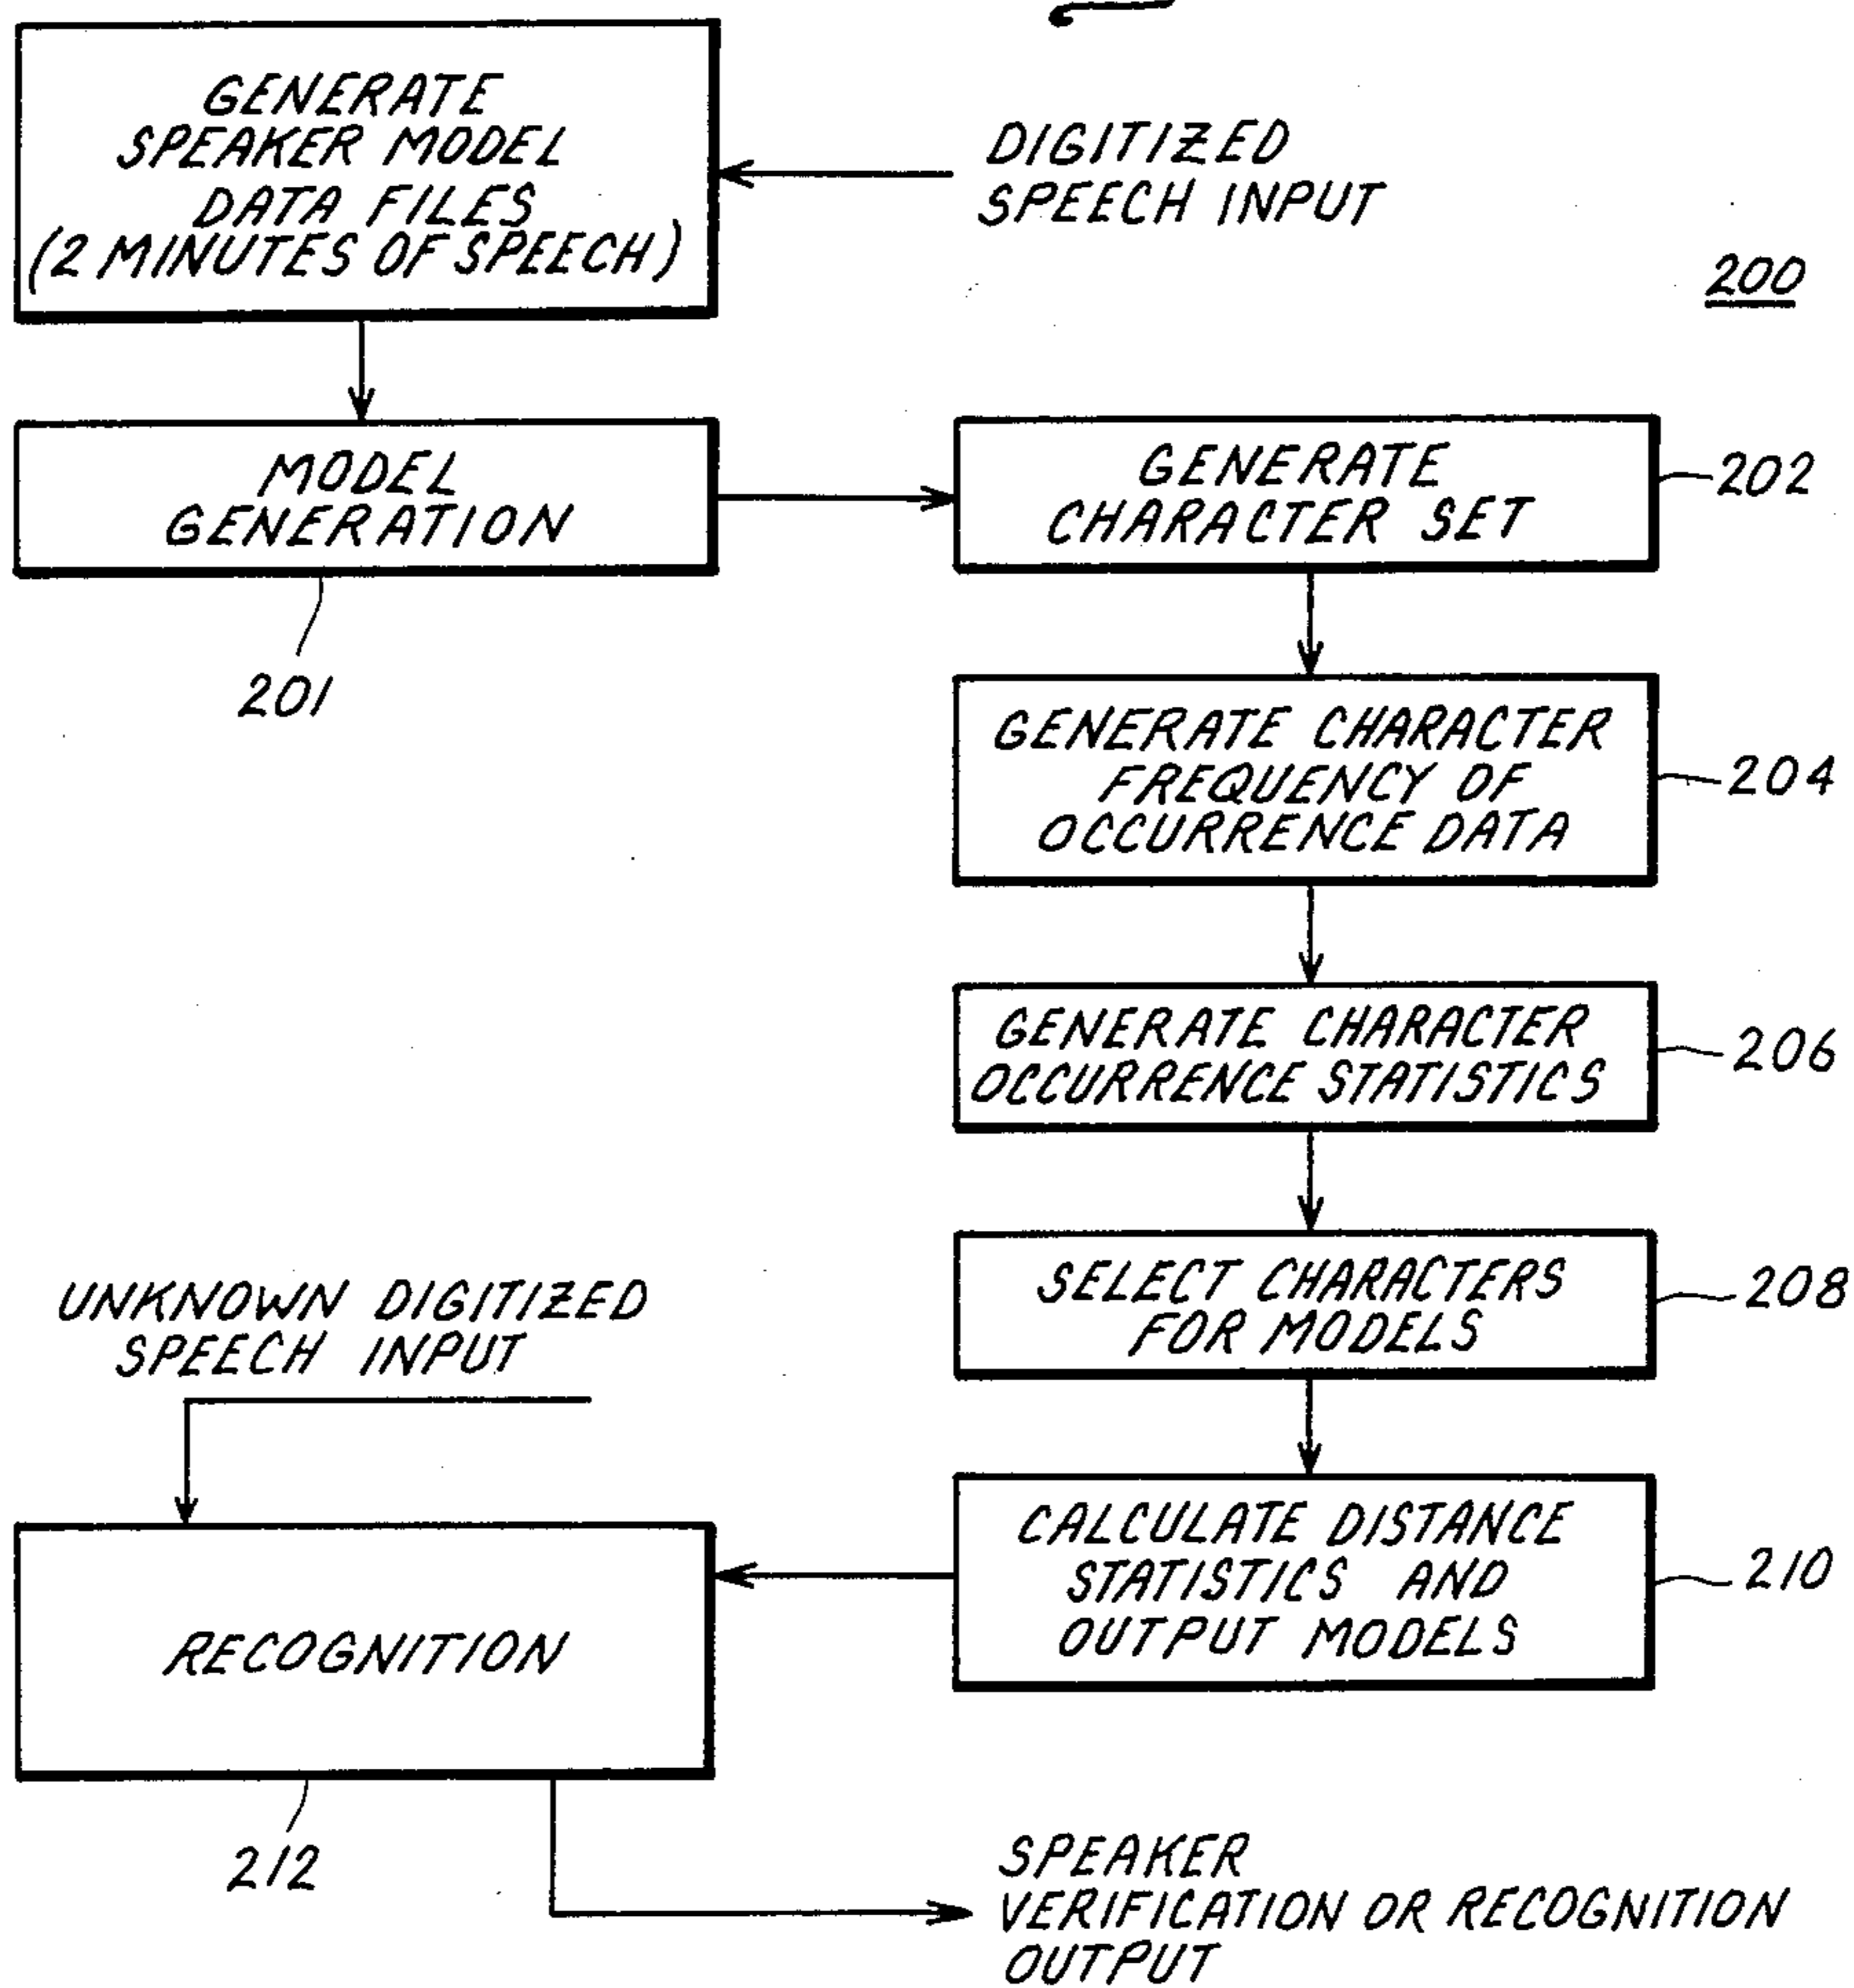 GENERATE
SPEAKER MODEL
DATA FILES
(2 MINUTES OF SPEECH)
DIGITIZED
SPEECH INPUT
200
MODEL
GENERATION
201
GENERATE
CHARACTER SET
202
GENERATE CHARACTER
FREQUENCY OF
OCCURRENCE DATA
204
GENERATE CHARACTER
OCCURRENCE STATISTICS
206
SELECT CHARACTERS
FOR MODELS
208
UNKNOWN DIGITIZED
SPEECH INPUT
CALCULATE DISTANCE
STATISTICS AND
OUTPUT MODELS
210
RECOGNITION
212
SPEAKER
VERIFICATION OR RECOGNITION
OUTPUT